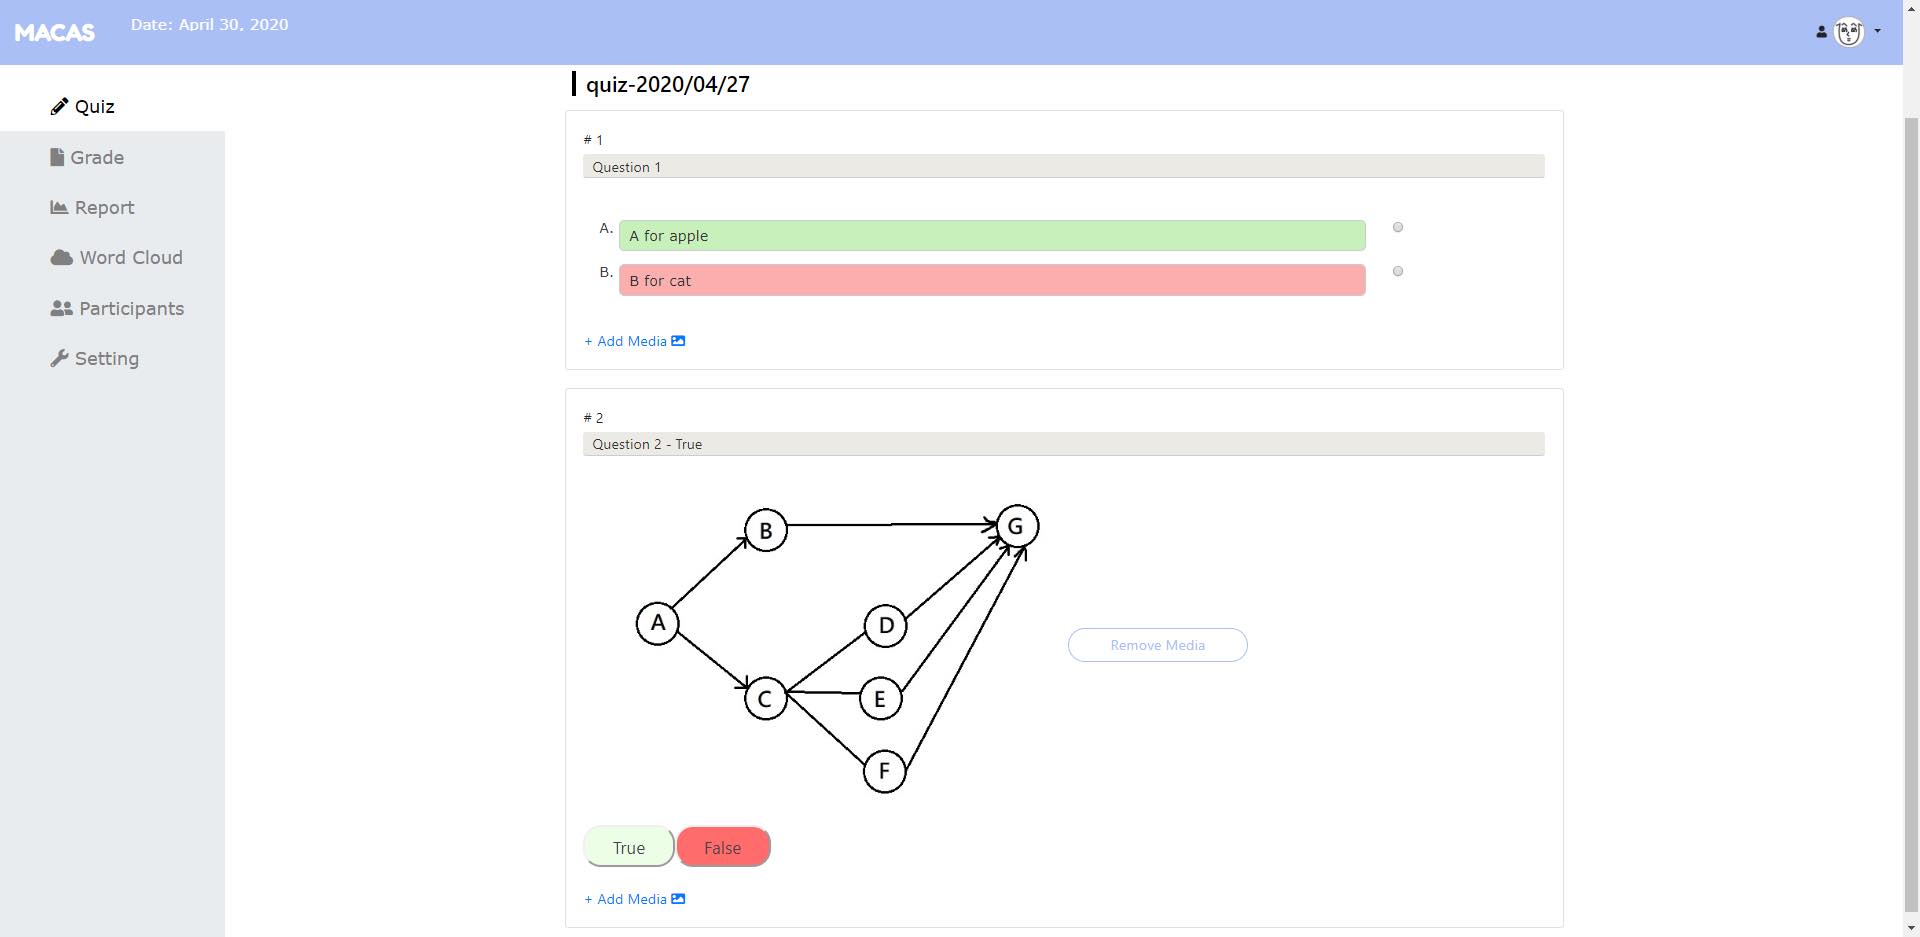 MACAS
Date: April 30, 2020
Quiz
Grade
Report
Word Cloud
Participants
Setting
quiz-2020/04/27
# 1
Question 1
A. A for apple
B. B for cat
+ Add Media
# 2
Question 2 - True
B
G
A
D
C
E
F
Remove Media
True False
+ Add Media